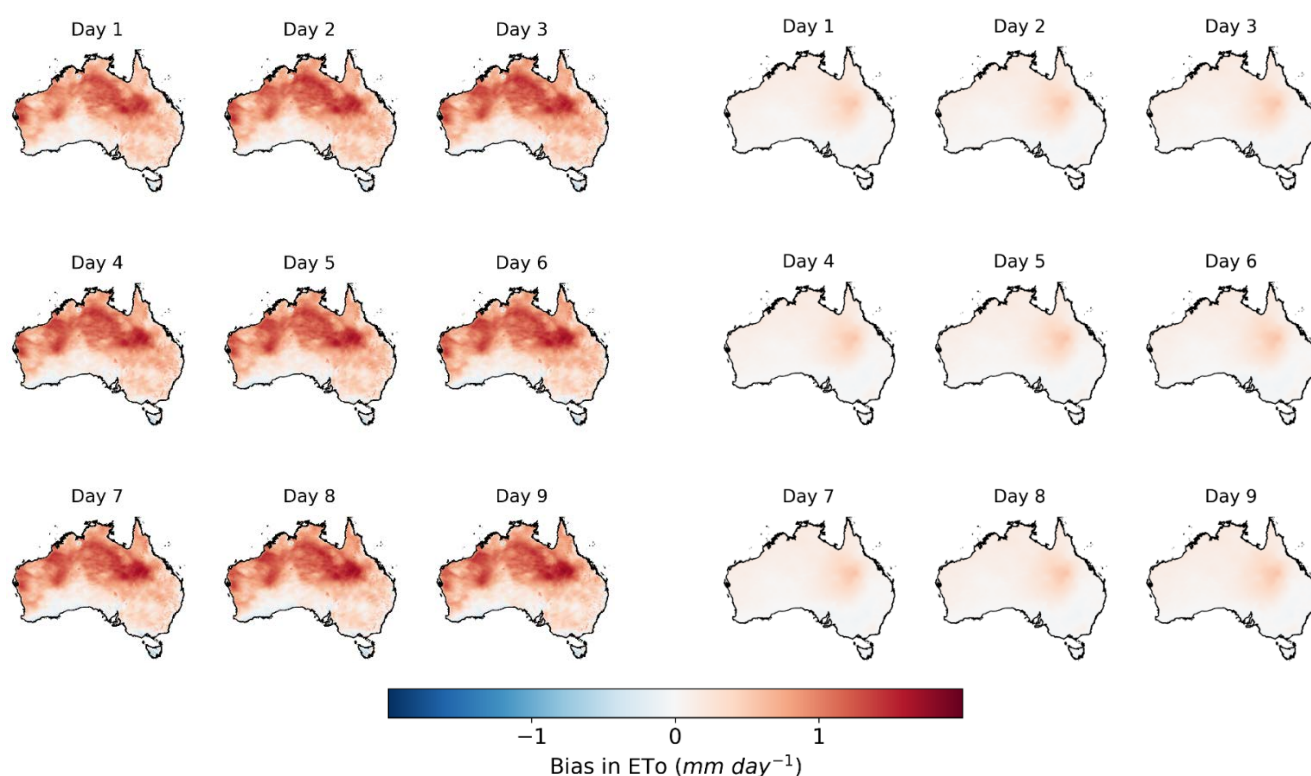 Day 1 Day 2 Day 3 Day 1 Day 2 Day 3
Day 4 Day 5 Day 6 Day 4 Day 5 Day 6
Day 7 Day 8 Day 9 Day 7 Day 8 Day 9
−1 0 1
Bias in ETo (mm day⁻¹)